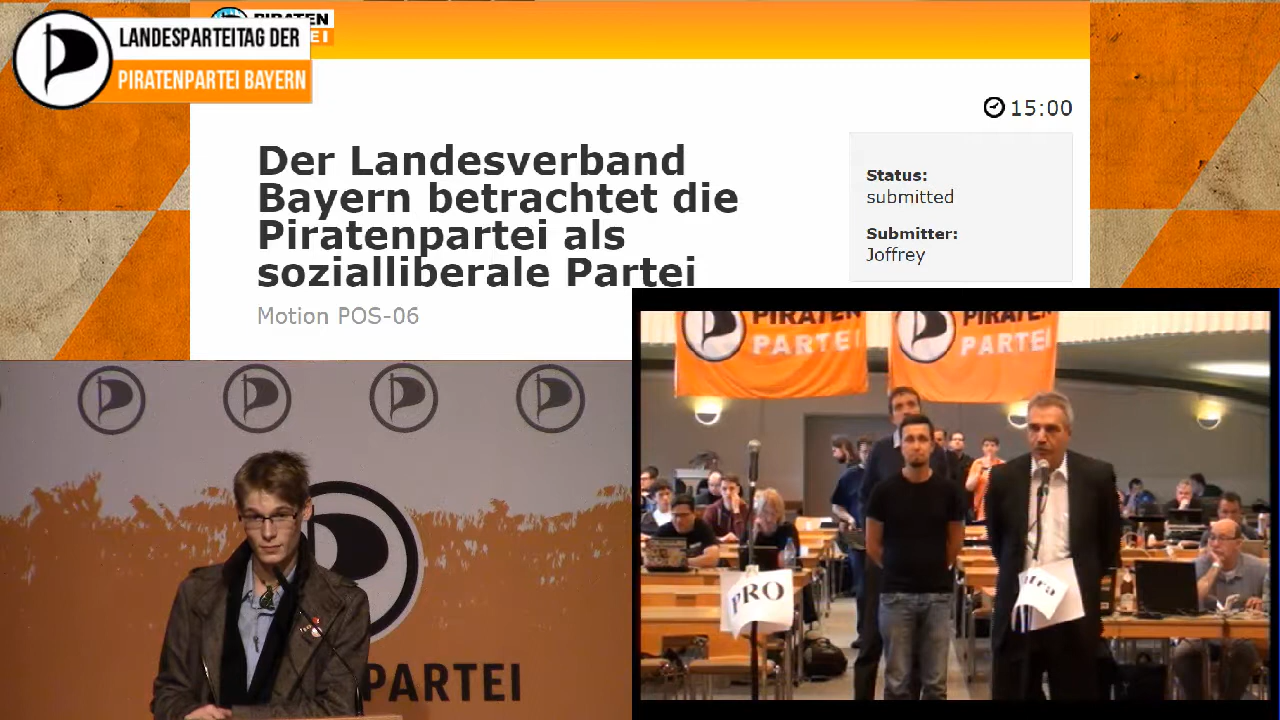 LANDESPARTEITAG DER
PIRATENPARTEI BAYERN
PIRATEN
15:00
Der Landesverband
Bayern betrachtet die
Piratenpartei als
sozialliberale Partei
Motion POS-06
Status:
submitted
Submitter:
Joffrey
PIRATEN
PARTEI
PIRATEN
PARTEI
PRO
PARTEI